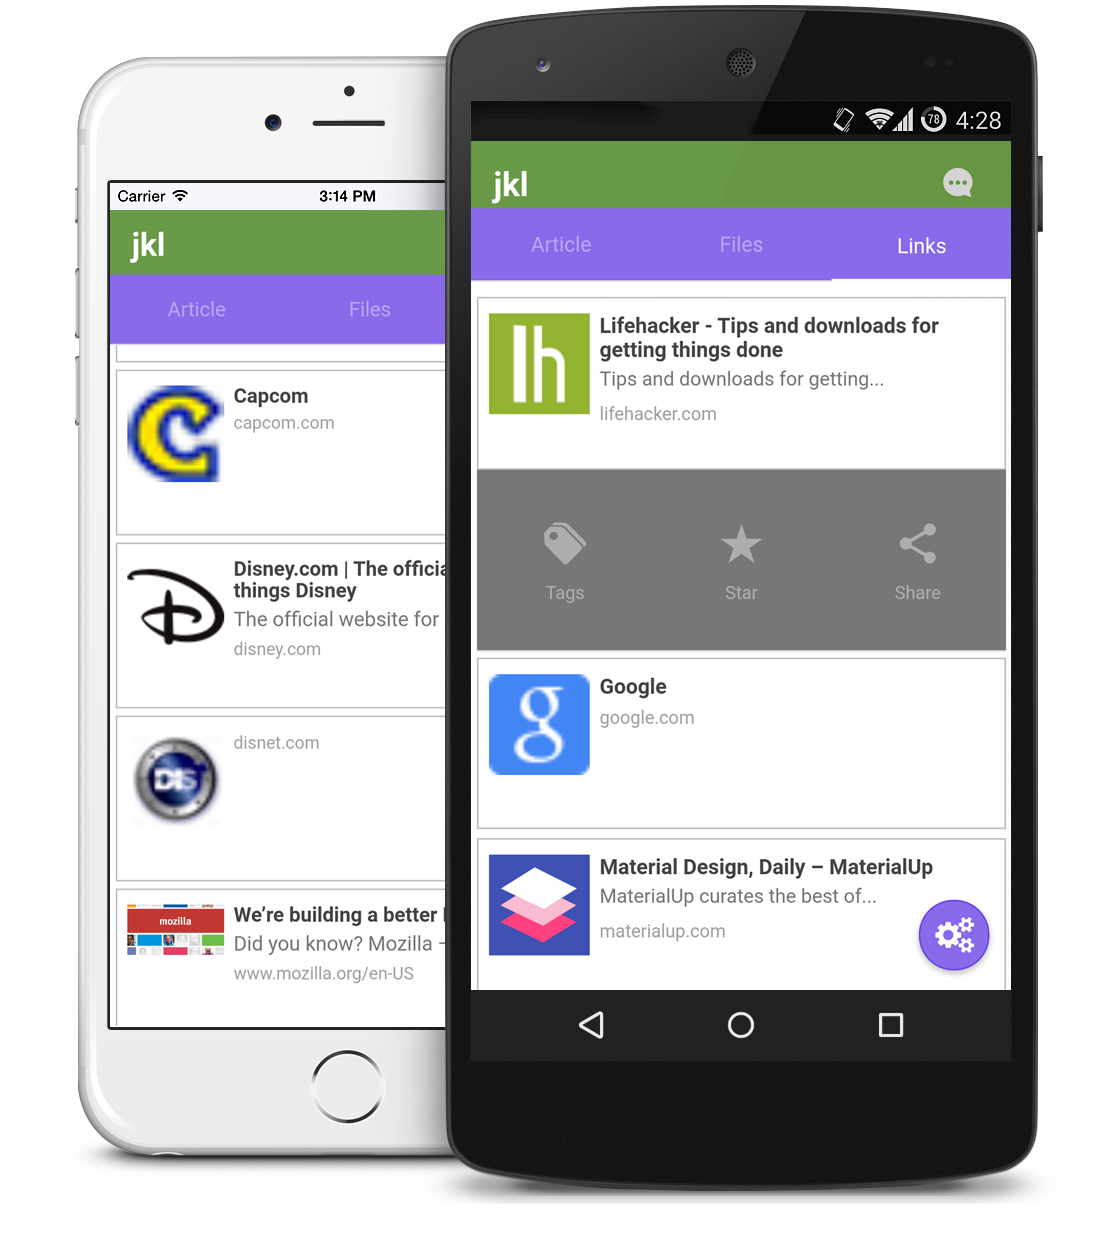 Carrier
3:14 PM
jkl
Article
Files
Capcom
capcom.com
Disney.com | The officia
things Disney
The official website for
disney.com
DIS
disnet.com
mozilla
We’re building a better
Did you know? Mozilla –
www.mozilla.org/en-US
78
4:28
jkl
Article
Files
Links
lh
Lifehacker - Tips and downloads for
getting things done
Tips and downloads for getting...
lifehacker.com
Tags
Star
Share
g
Google
google.com
Material Design, Daily – MaterialUp
MaterialUp curates the best of...
materialup.com